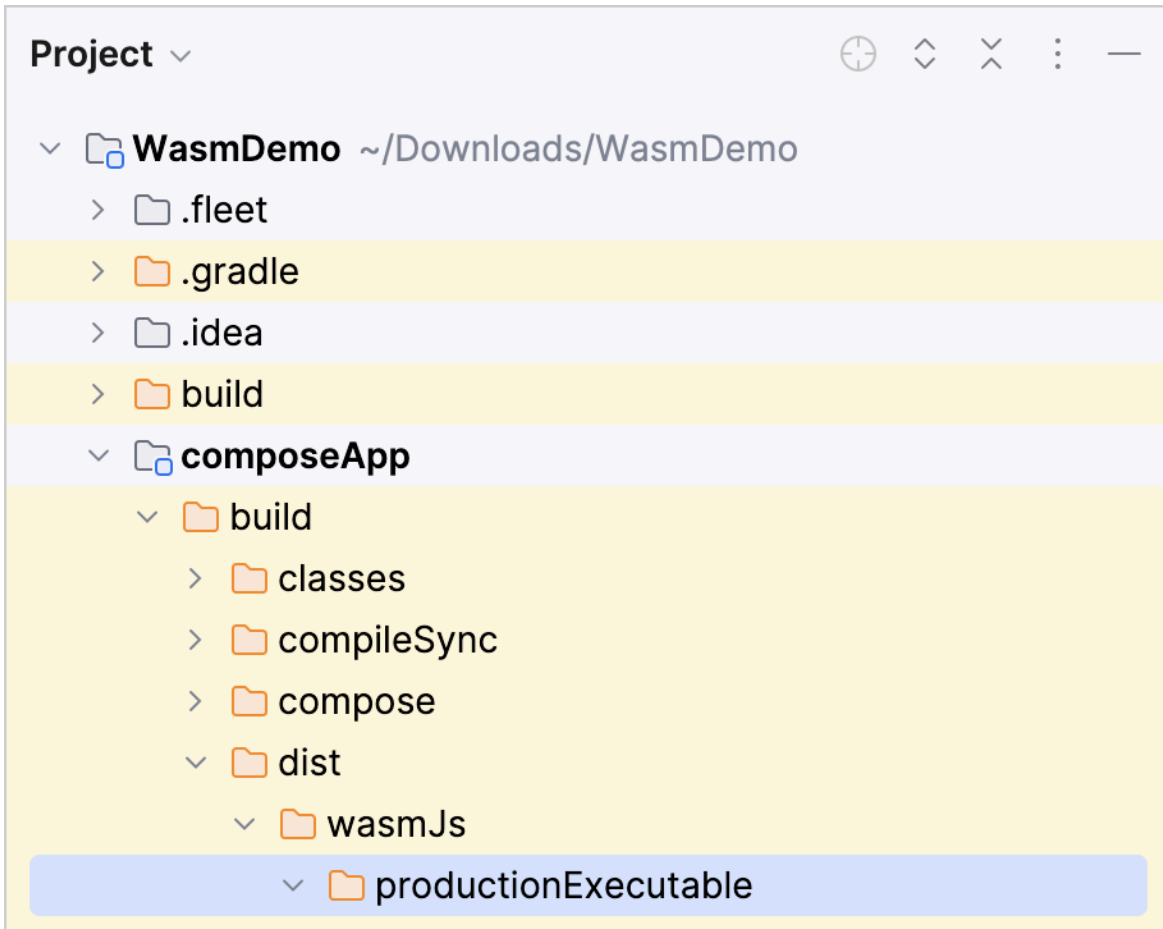 Project
WasmDemo ~/Downloads/WasmDemo
.fleet
.gradle
.idea
build
composeApp
build
classes
compileSync
compose
dist
wasmJs
productionExecutable